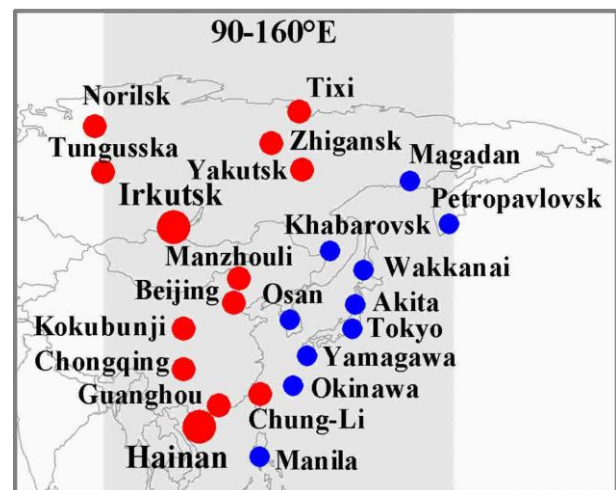 90-160°E
Norilsk
Tixi
Tungusska
Zhigansk
Yakutsk
Magadan
Irkutsk
Petropavlovsk
Khabarovsk
Manzhouli
Wakkanai
Beijing
Osan
Akita
Kokubunji
Tokyo
Chongqing
Yamagawa
Guanghou
Okinawa
Chung-Li
Hainan
Manila